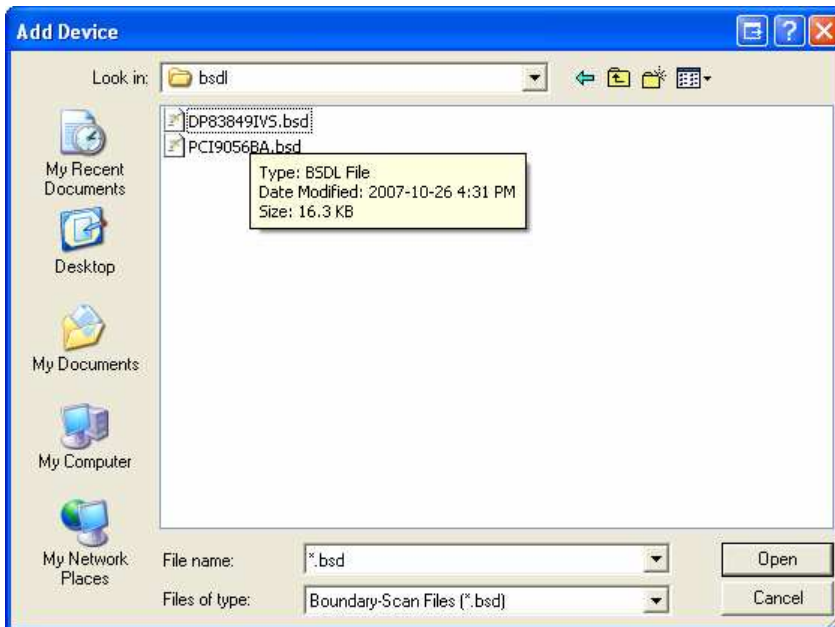 Add Device
Look in:
bsdl
My Recent
Documents
Desktop
My Documents
My Computer
My Network
Places
DP83849IVS.bsd
PCI9056BA.bsd
Type: BSDL File
Date Modified: 2007-10-26 4:31 PM
Size: 16.3 KB
File name:
*.bsd
Open
Files of type:
Boundary-Scan Files (*.bsd)
Cancel